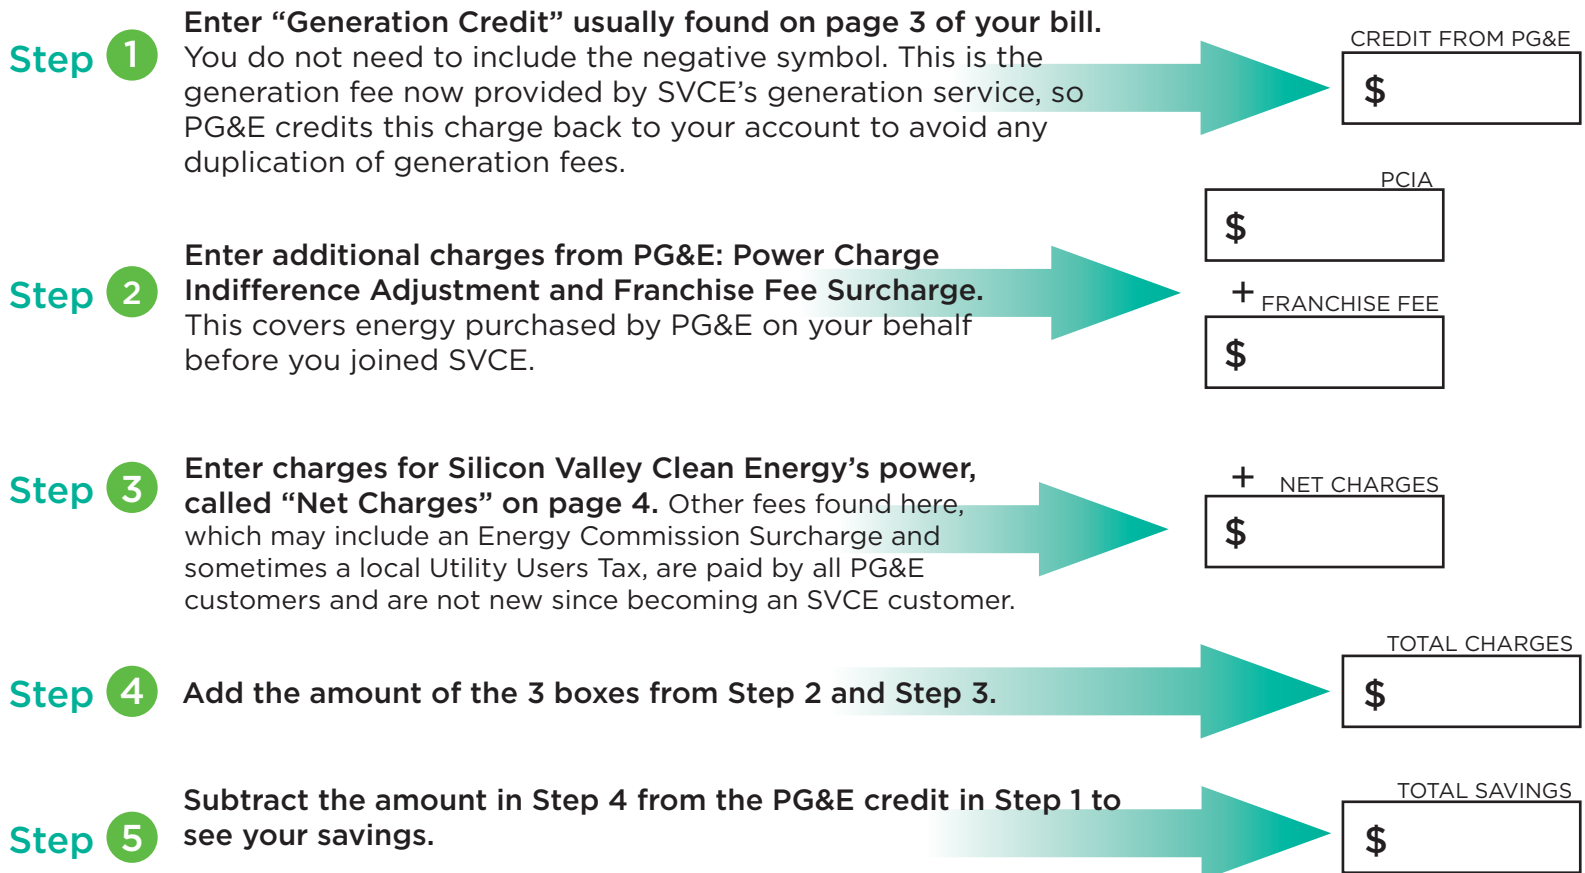 Step 1
Enter “Generation Credit” usually found on page 3 of your bill.
You do not need to include the negative symbol. This is the
generation fee now provided by SVCE’s generation service, so
PG&E credits this charge back to your account to avoid any
duplication of generation fees.
CREDIT FROM PG&E
$
Step 2
Enter additional charges from PG&E: Power Charge
Indifference Adjustment and Franchise Fee Surcharge.
This covers energy purchased by PG&E on your behalf
before you joined SVCE.
PCIA
$
+ FRANCHISE FEE
$
Step 3
Enter charges for Silicon Valley Clean Energy’s power,
called “Net Charges” on page 4. Other fees found here,
which may include an Energy Commission Surcharge and
sometimes a local Utility Users Tax, are paid by all PG&E
customers and are not new since becoming an SVCE customer.
+ NET CHARGES
$
Step 4
Add the amount of the 3 boxes from Step 2 and Step 3.
TOTAL CHARGES
$
Step 5
Subtract the amount in Step 4 from the PG&E credit in Step 1 to
see your savings.
TOTAL SAVINGS
$